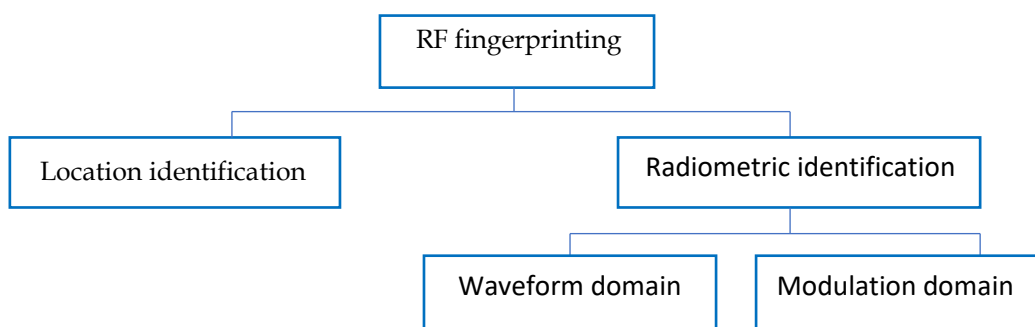 RF fingerprinting
Location identification
Radiometric identification
Waveform domain
Modulation domain